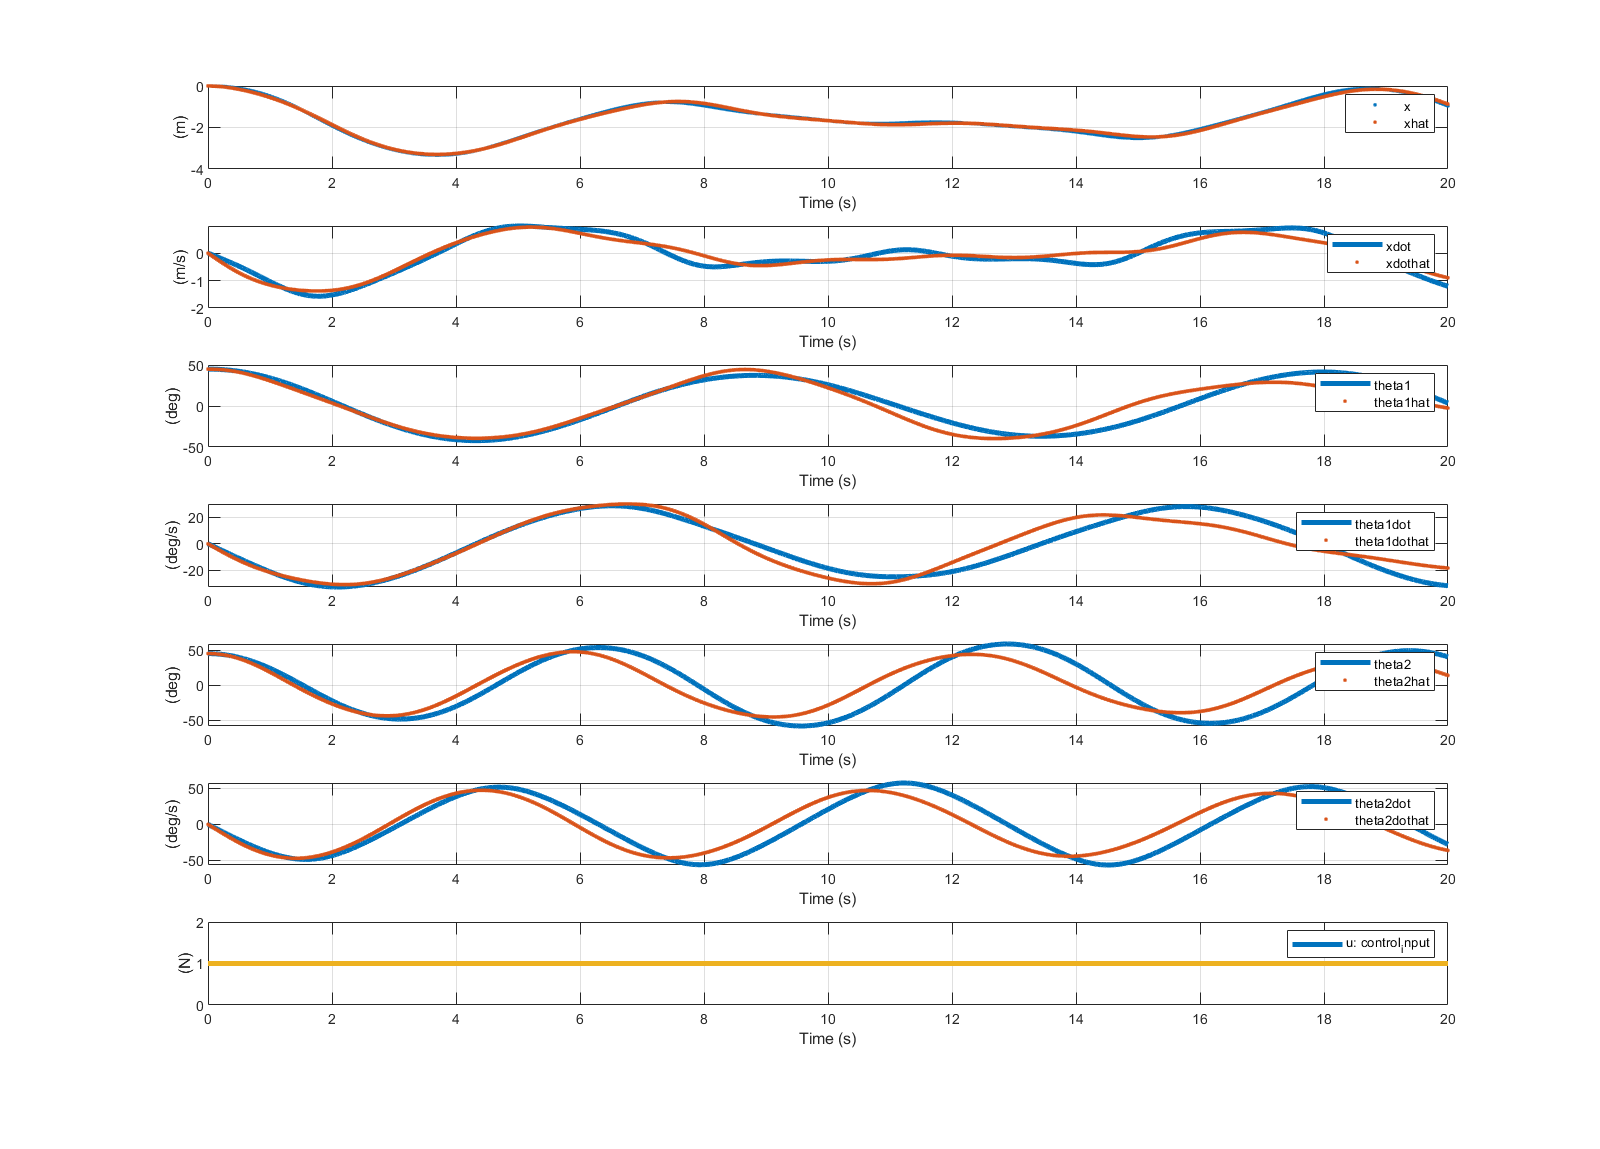 0
-2
-4
(m)
x
xhat
0 2 4 6 8 10 12 14 16 18 20
Time (s)
0
-1
-2
(m/s)
xdot
xdothat
0 2 4 6 8 10 12 14 16 18 20
Time (s)
50
0
-50
(deg)
theta1
theta1hat
0 2 4 6 8 10 12 14 16 18 20
Time (s)
20
0
-20
(deg/s)
theta1dot
theta1dothat
0 2 4 6 8 10 12 14 16 18 20
Time (s)
50
0
-50
(deg)
theta2
theta2hat
0 2 4 6 8 10 12 14 16 18 20
Time (s)
50
0
-50
(deg/s)
theta2dot
theta2dothat
0 2 4 6 8 10 12 14 16 18 20
Time (s)
2
1
0
(N)
u: controlᵢnput
0 2 4 6 8 10 12 14 16 18 20
Time (s)